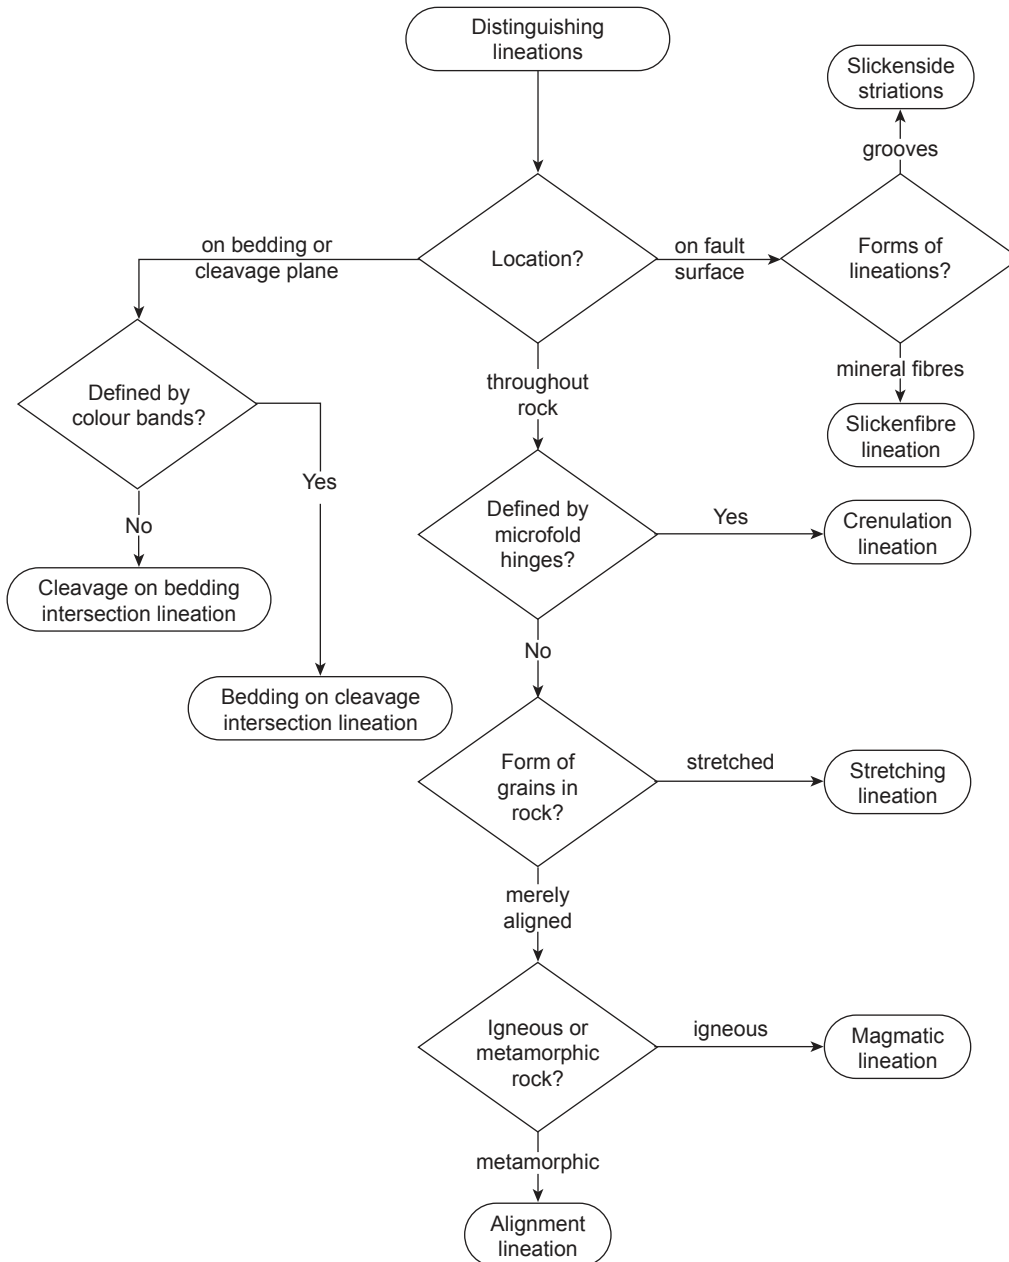 Distinguishing
lineations
Slickenside
striations
grooves
on bedding or
cleavage plane
Location?
on fault
surface
Forms of
lineations?
Defined by
colour bands?
throughout
rock
mineral fibres
Slickenfibre
lineation
Yes
No
Defined by
microfold
hinges?
Yes
Crenulation
lineation
Cleavage on bedding
intersection lineation
No
Bedding on cleavage
intersection lineation
Form of
grains in
rock?
stretched
Stretching
lineation
merely
aligned
Igneous or
metamorphic
rock?
igneous
Magmatic
lineation
metamorphic
Alignment
lineation